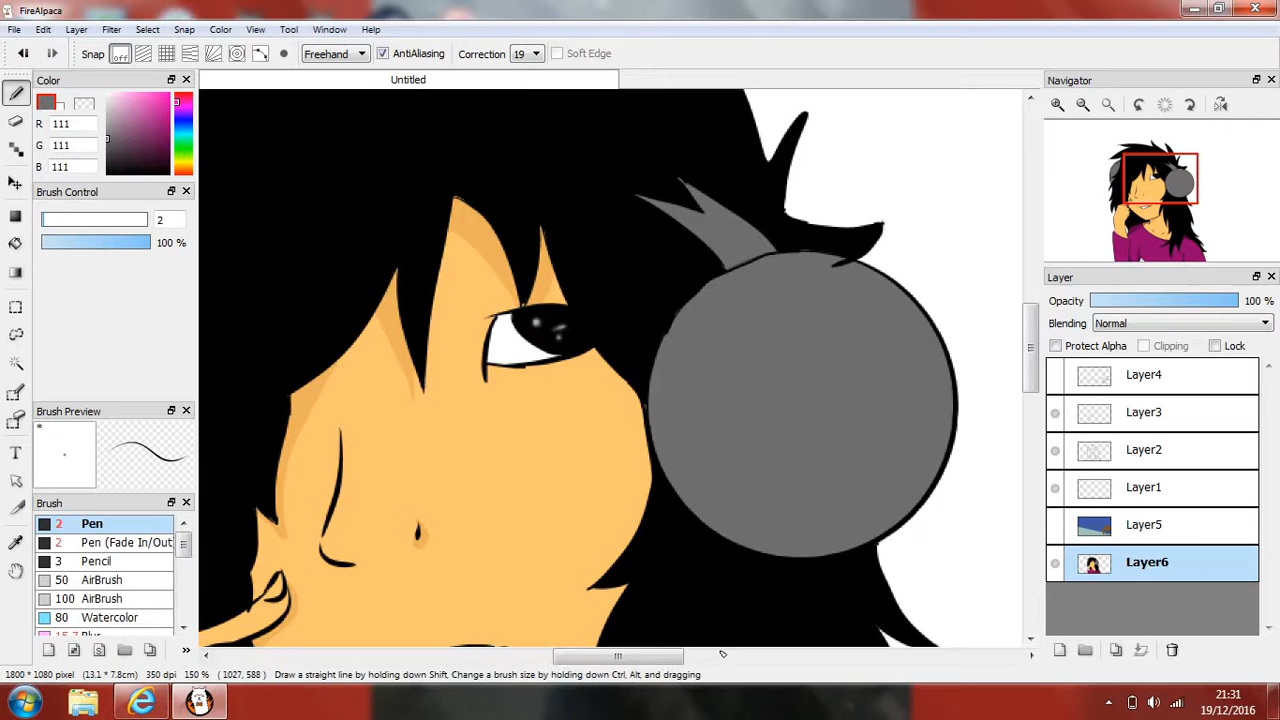 FireAlpaca
File Edit Layer Filter Select Snap Color View Tool Window Help
Snap off Freehand AntiAliasing Correction 19 Soft Edge
Color
Untitled
Navigator
R 111
G 111
B 111
Brush Control
2
100 %
Layer
Opacity 100 %
Blending Normal
Protect Alpha Clipping Lock
Layer4
Layer3
Layer2
Layer1
Layer5
Layer6
Brush Preview
Brush
2 Pen
2 Pen (Fade In/Out
3 Pencil
50 AirBrush
100 AirBrush
80 Watercolor
1800 * 1080 pixel (13.1 * 7.8cm) 350 dpi 150 % ( 1027, 588 ) Draw a straight line by holding down Shift, Change a brush size by holding down Ctrl, Alt, and dragging
21:31
19/12/2016